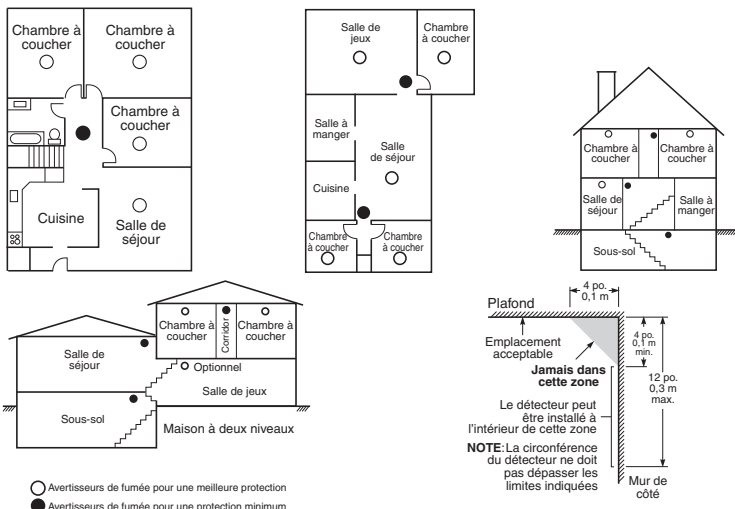 Chambre à
coucher
Chambre à
coucher
Chambre à
coucher
Cuisine
Salle de
séjour
Salle de
jeux
Chambre
à coucher
Salle à
manger
Salle
de séjour
Cuisine
Chambre
à coucher
Chambre
à coucher
Chambre à
coucher
Chambre à
coucher
Salle de
séjour
Salle à
manger
Sous-sol
Chambre à
coucher
Corridor
Chambre à
coucher
Salle de
séjour
Optionnel
Salle de jeux
Sous-sol
Maison à deux niveaux
4 po.
0,1 m
Plafond
Emplacement
acceptable
4 po.
0,1 m
min.
Jamais dans
cette zone
12 po.
0,3 m
max.
Le détecteur peut
être installé à
l'intérieur de cette zone
NOTE:La circonférence
du détecteur ne doit
pas dépasser les
limites indiquées
Mur de
côté
Avertisseurs de fumée pour une meilleure protection
Avertisseurs de fumée pour une protection minimum